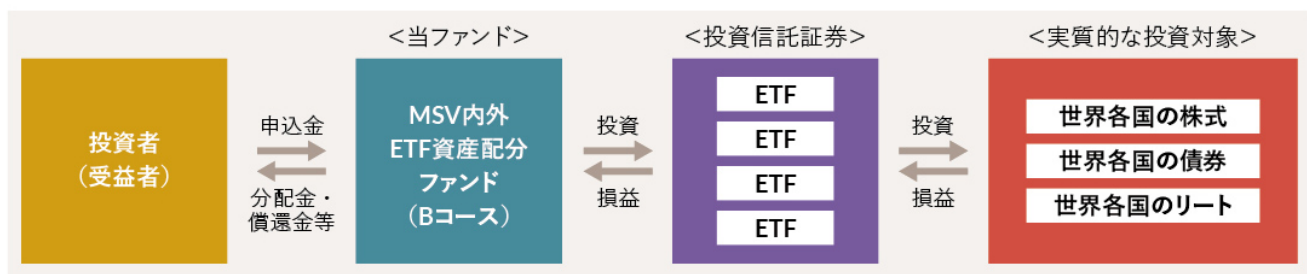 <当ファンド>
<投資信託証券>
<実質的な投資対象>
投資者
（受益者）
申込金
分配金・
償還金等
MSV内外
ETF資産配分
ファンド
（Bコース）
投資
損益
ETF
ETF
ETF
ETF
投資
損益
世界各国の株式
世界各国の債券
世界各国のリート